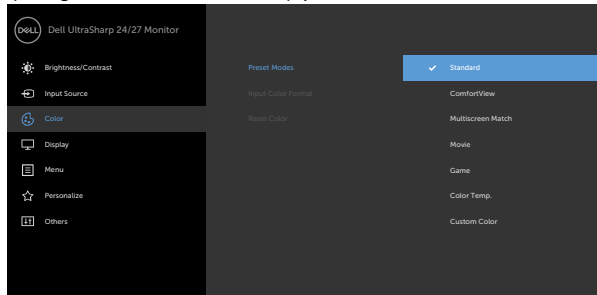 DELL Dell UltraSharp 24/27 Monitor
Brightness/Contrast Preset Modes Standard
Input Source Input Color Format ComfortView
Color Reset Color Multiscreen Match
Display Movie
Menu Game
Personalize Color Temp.
Others Custom Color